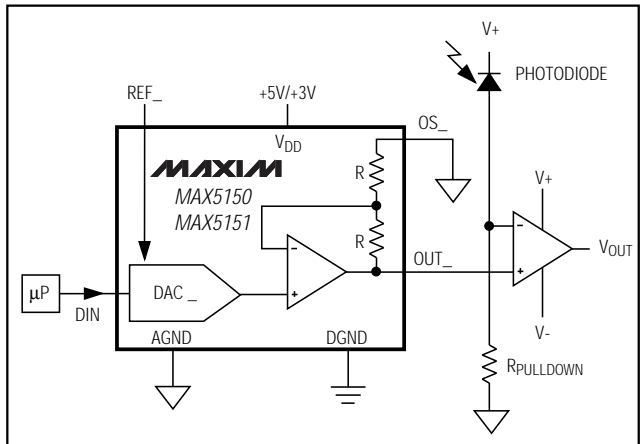 V+
PHOTODIODE
REF_
+5V/+3V
OS_
VDD
MAXIM
MAX5150
MAX5151
R
R
V+
-
+
-
+
VOUT
OUT_
µP
DIN
DAC _
AGND
DGND
V-
RPULLDOWN